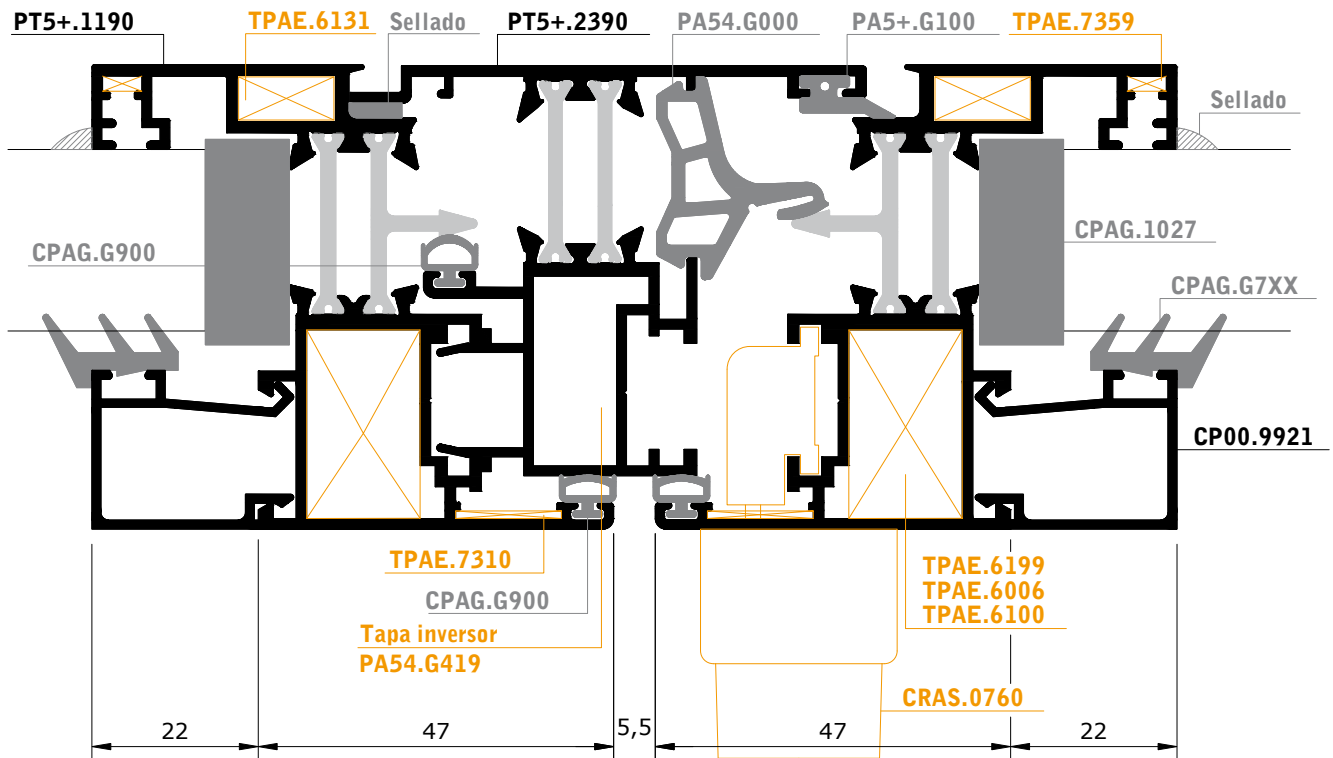 PT5+.1190
TPAE.6131
Sellado
PT5+.2390
PA54.G000
PA5+.G100
TPAE.7359
Sellado
CPAG.G900
CPAG.1027
CPAG.G7XX
CP00.9921
TPAE.7310
CPAG.G900
Tapa inversor
PA54.G419
TPAE.6199
TPAE.6006
TPAE.6100
CRAS.0760
22
47
5,5
47
22